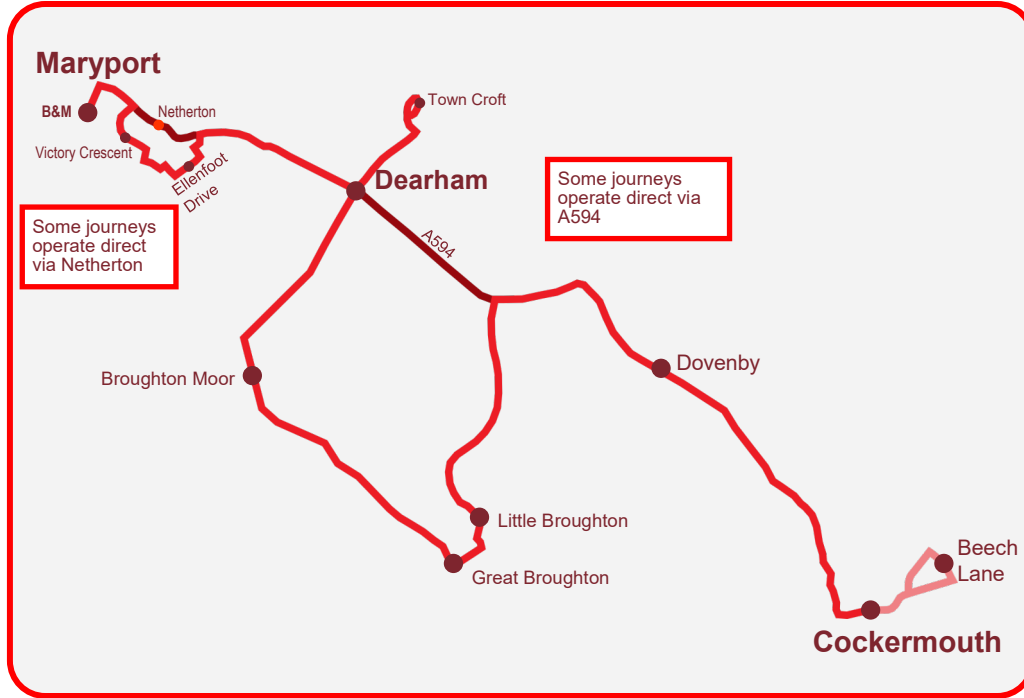 Maryport
B&M
Netherton
Victory Crescent
Ellenfoot
Drive
Some journeys
operate direct
via Netherton
Town Croft
Dearham
Some journeys
operate direct via
A594
A594
Broughton Moor
Dovenby
Little Broughton
Great Broughton
Beech
Lane
Cockermouth